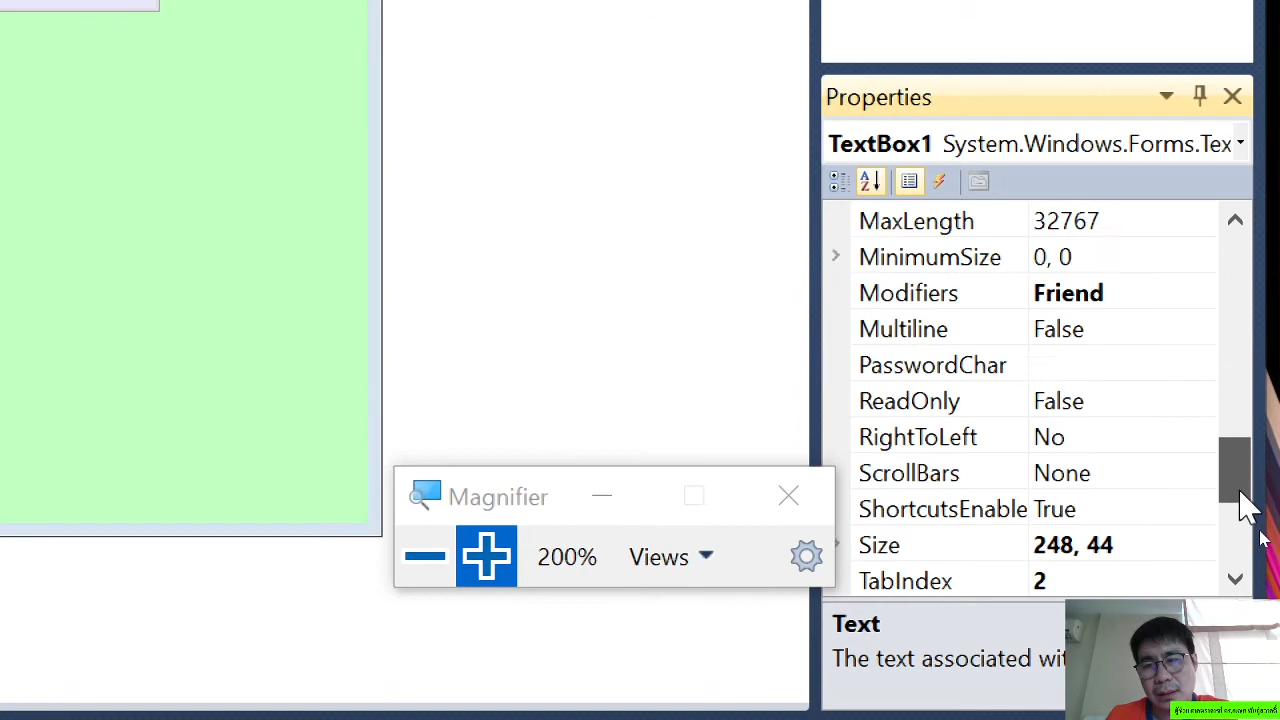 Properties
TextBox1 System.Windows.Forms.Tex
MaxLength 32767
MinimumSize 0, 0
Modifiers Friend
Multiline False
PasswordChar
ReadOnly False
RightToLeft No
ScrollBars None
ShortcutsEnable True
Size 248, 44
TabIndex 2
Text
The text associated wi
Magnifier
200% Views